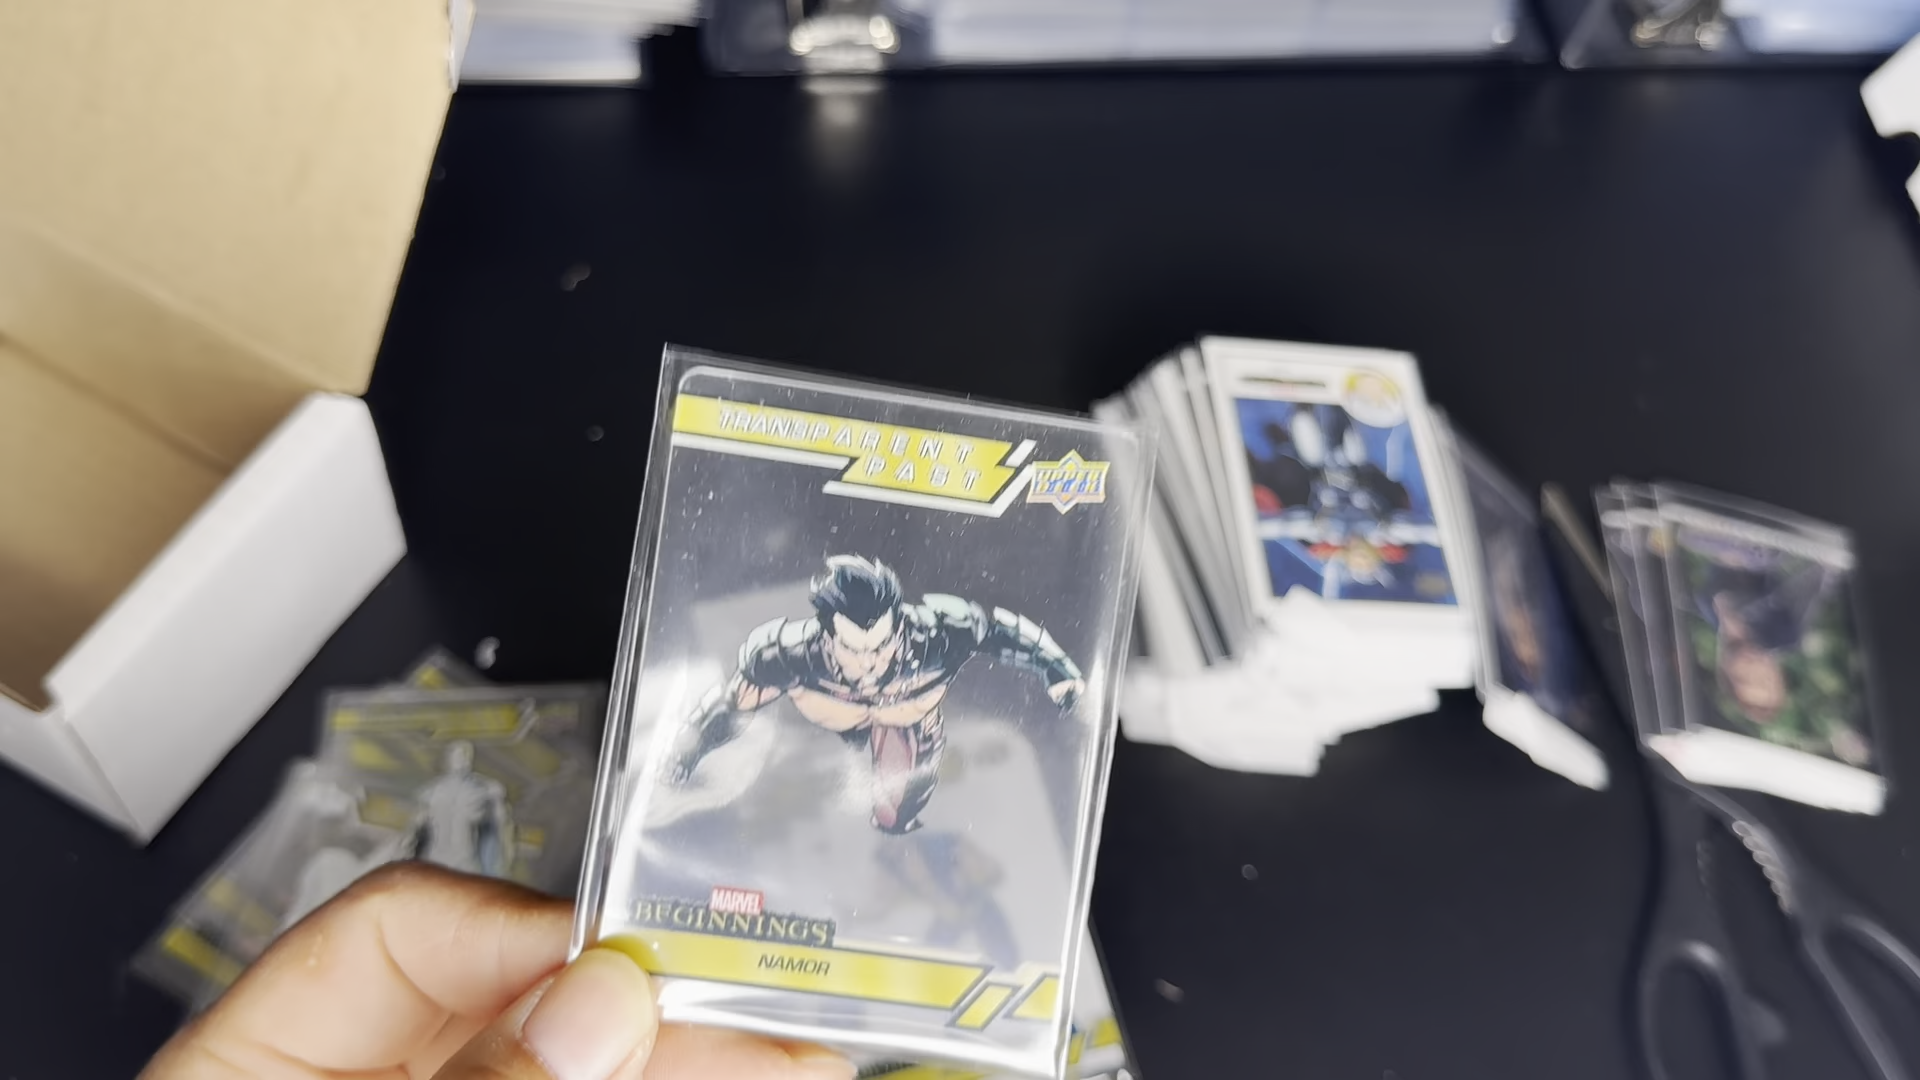 TRANSPARENT
PAST
UPPER
DECK
MARVEL
BEGINNINGS
NAMOR